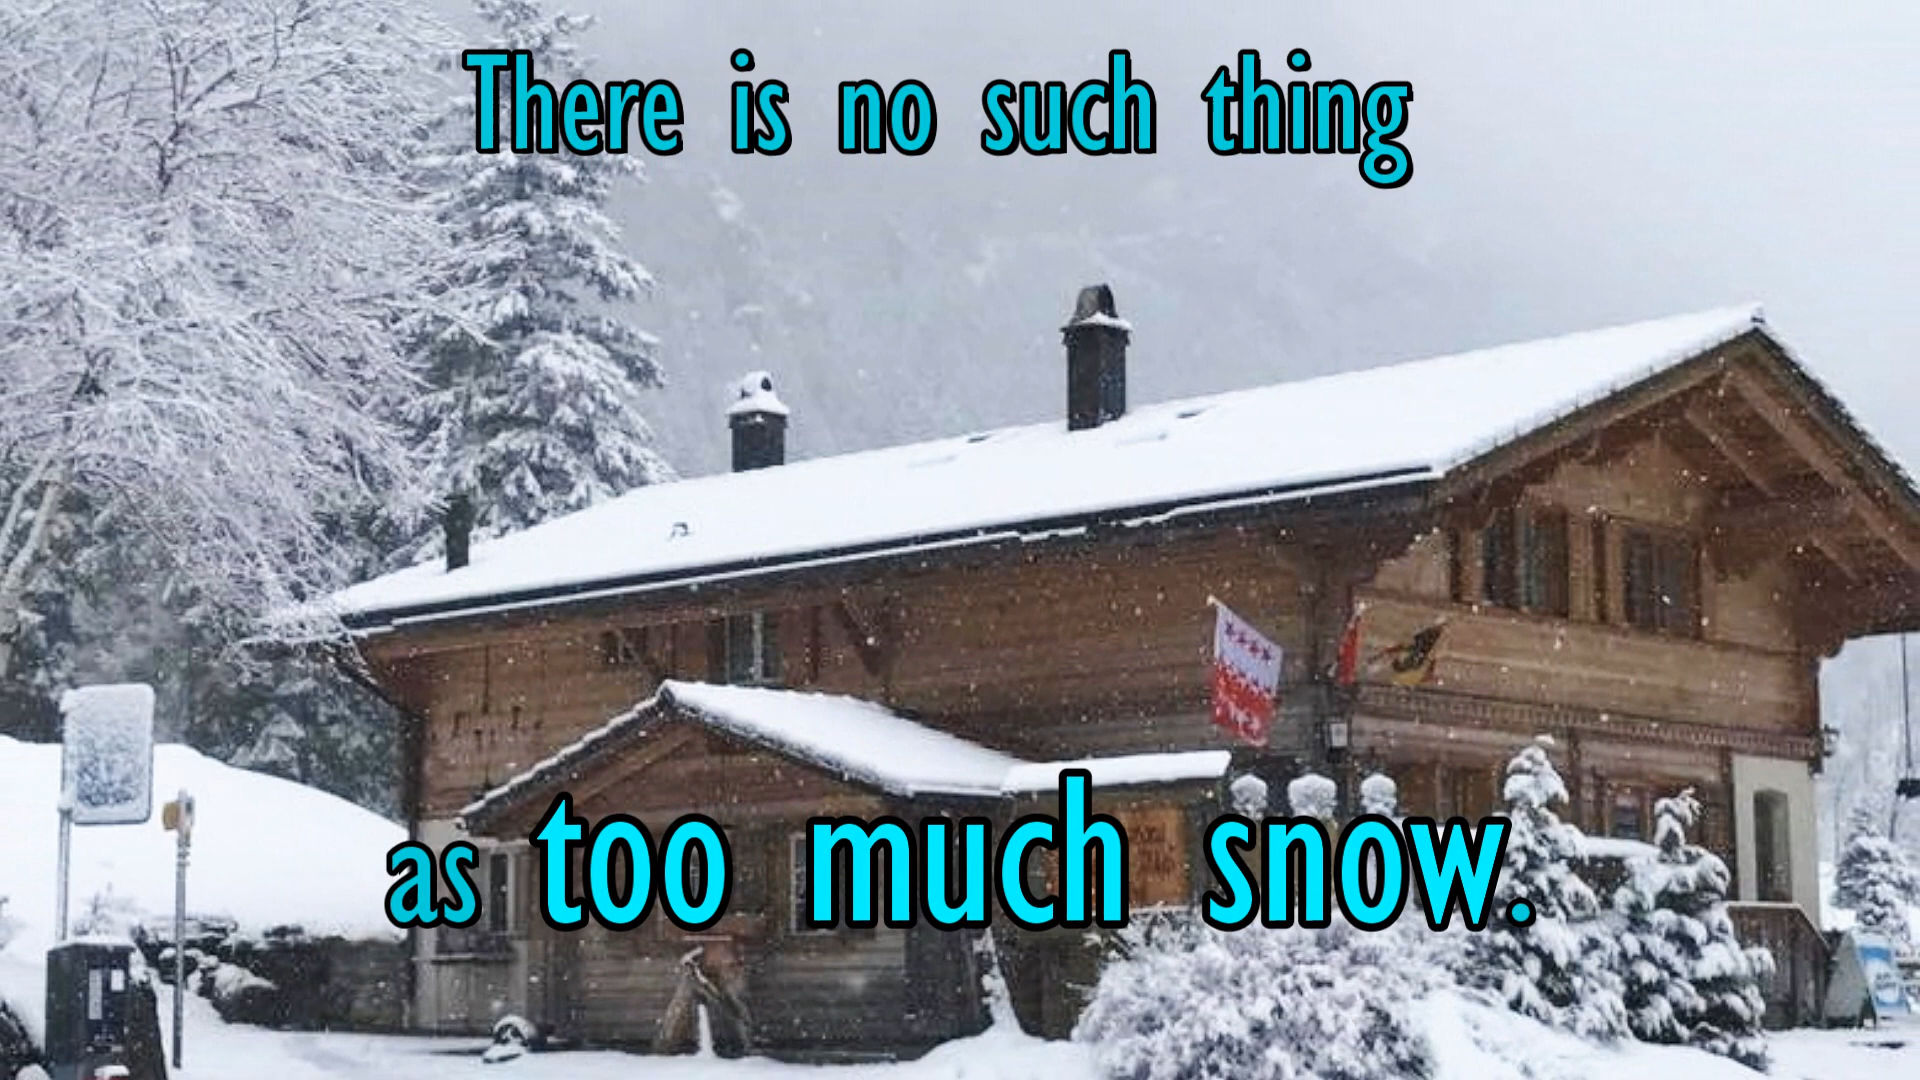 There is no such thing
as too much snow.